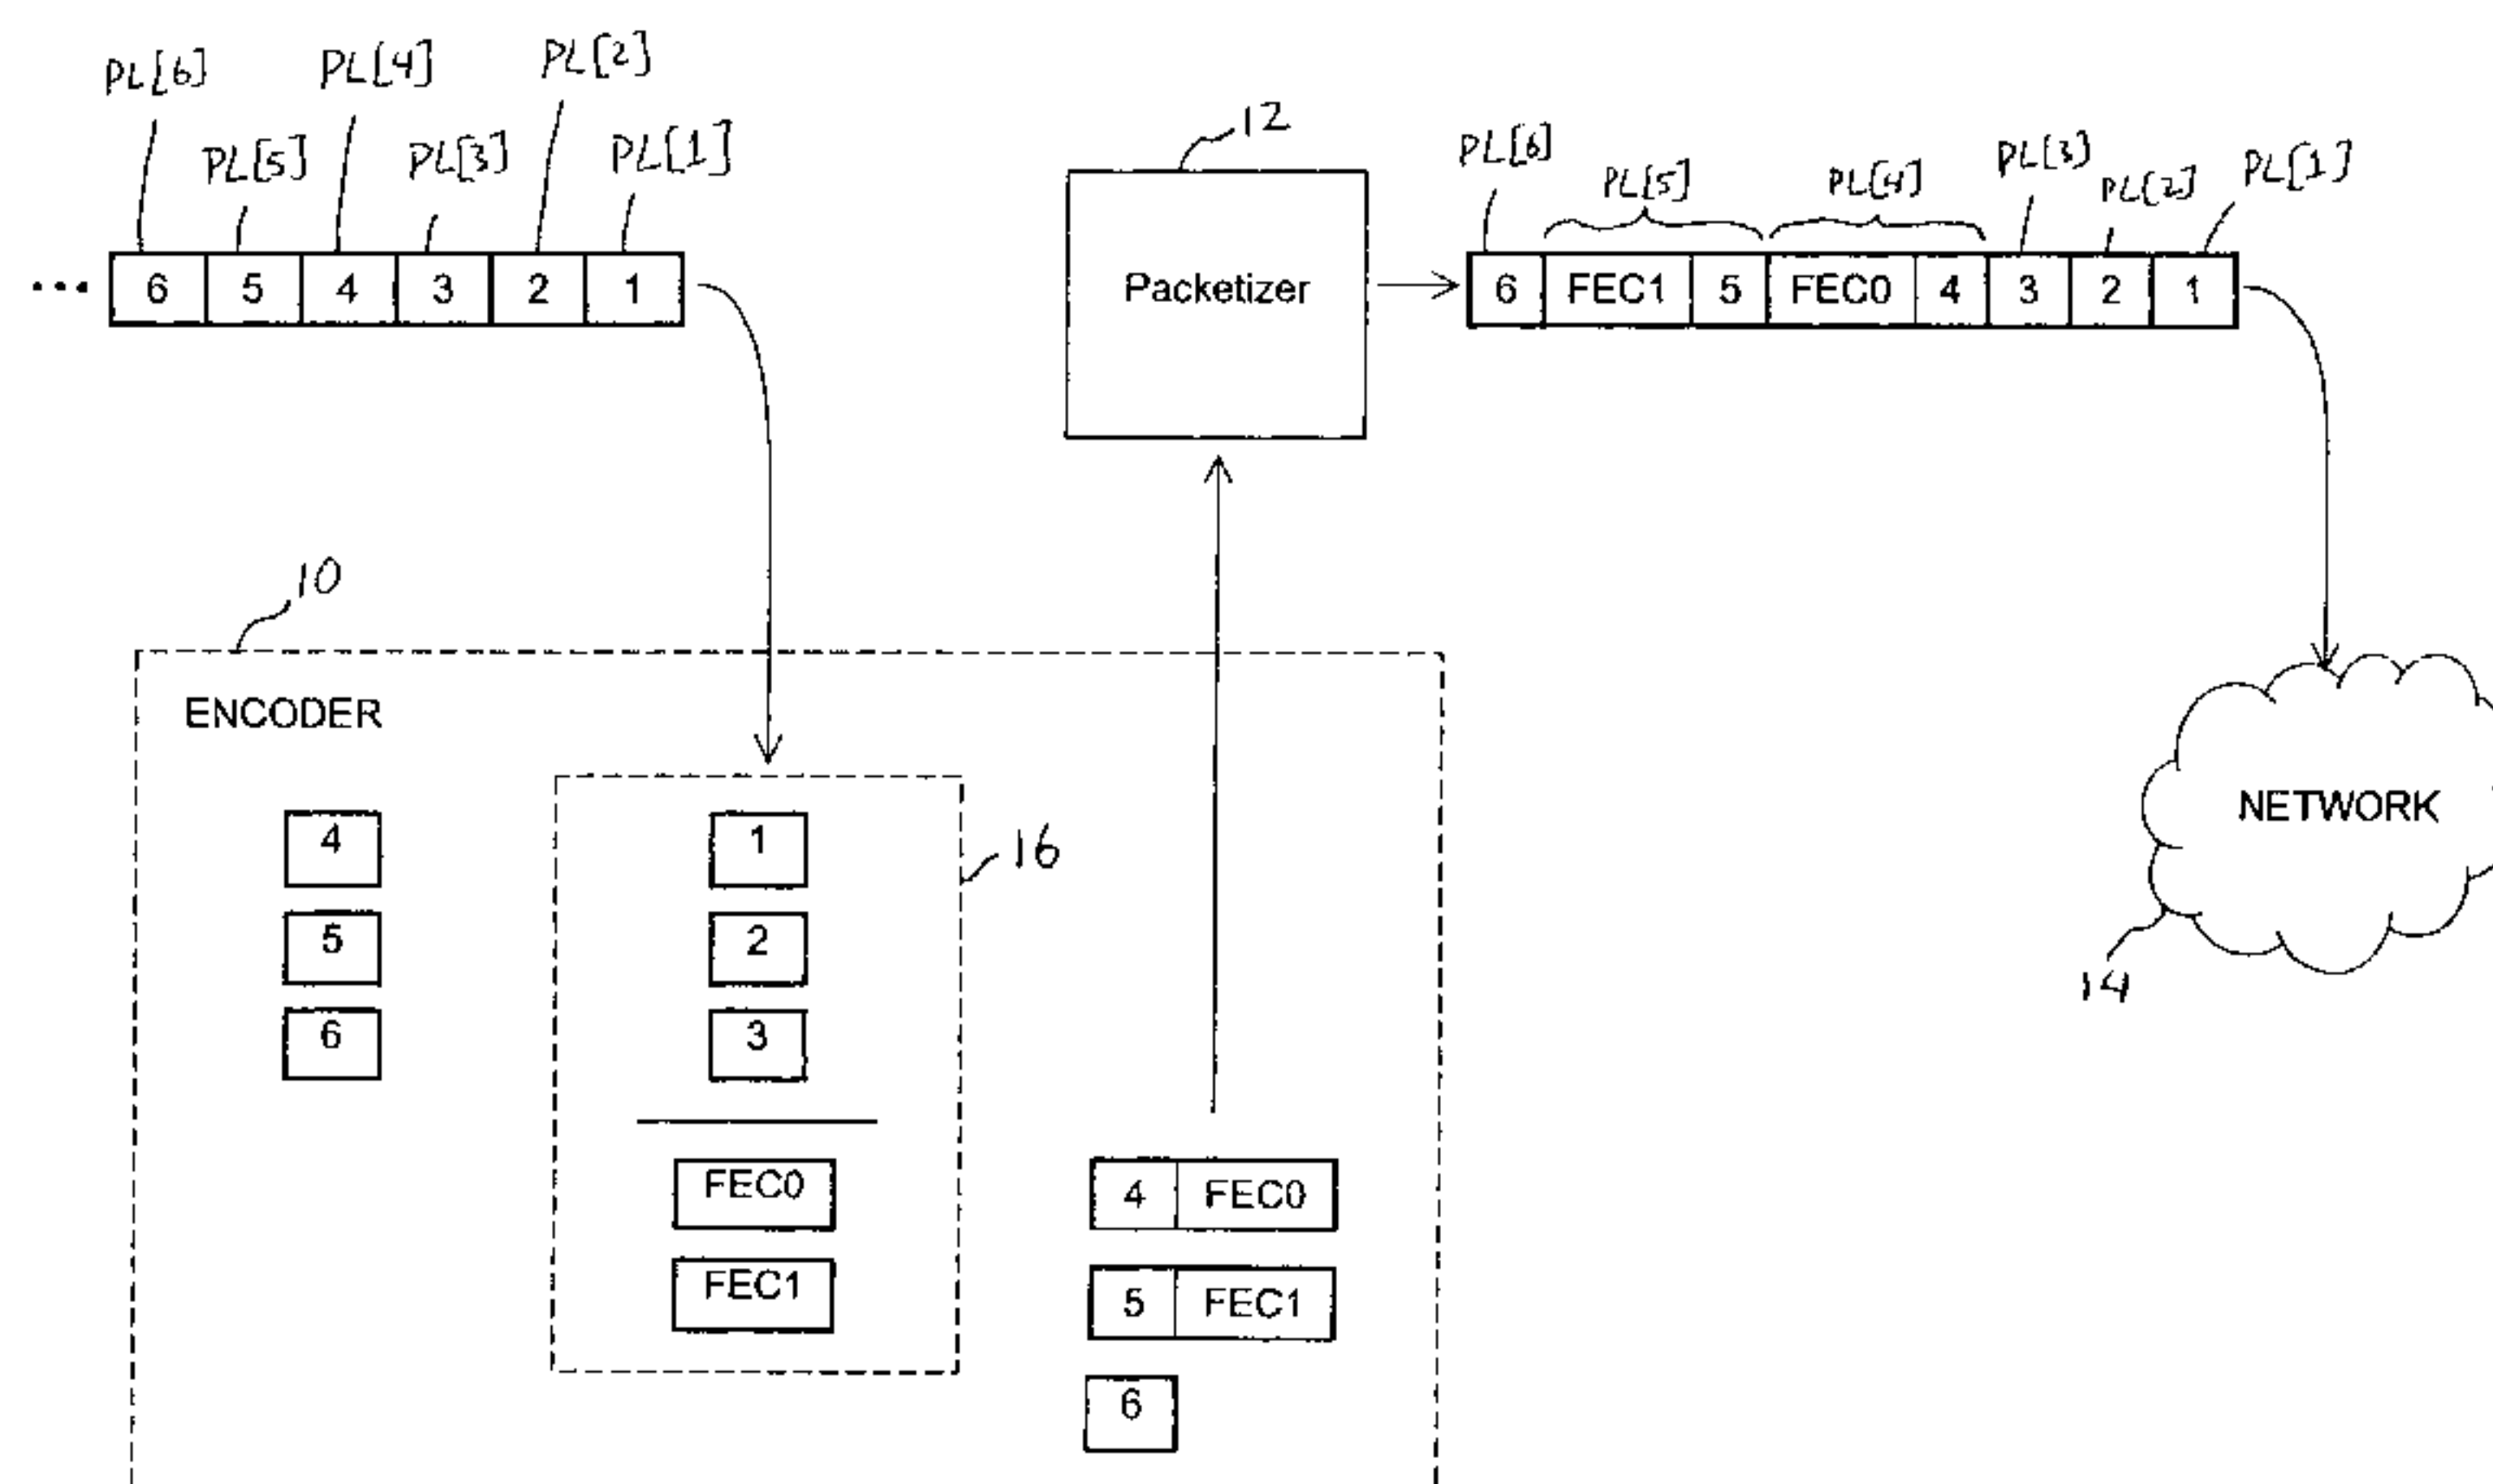 PL[6] PL[4] PL[2]
PL[5] PL[3] PL[1]
... 6 5 4 3 2 1
12
Packetizer
PL[6] PL[5] PL[4] PL[3] PL[2] PL[1]
6 FEC1 5 FEC0 4 3 2 1
10
ENCODER
4
5
6
1
2
3
FEC0
FEC1
16
4 FEC0
5 FEC1
6
NETWORK
14